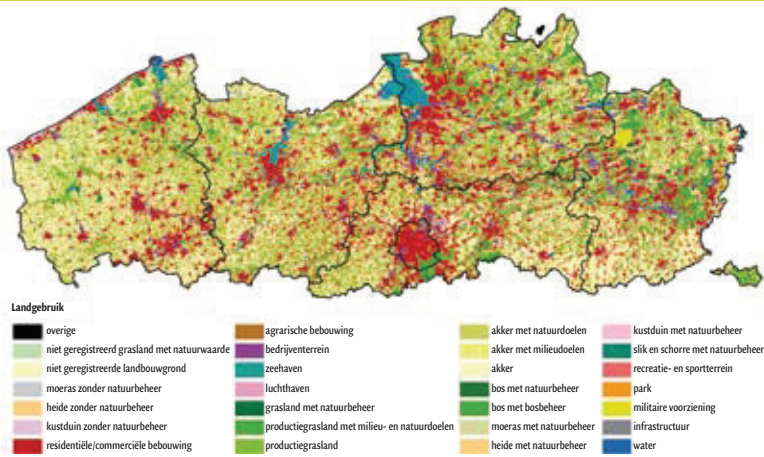 Landgebruik
overige
niet geregistreerd grasland met natuurwaarde
niet geregistreerde landbouwgrond
moeras zonder natuurbeheer
heide zonder natuurbeheer
kustduin zonder natuurbeheer
residentiële/commerciële bebouwing
agrarische bebouwing
bedrijventerrein
zeehaven
luchthaven
grasland met natuurbeheer
productiegrasland met milieu- en natuurdoelen
productiegrasland
akker met natuurdoelen
akker met milieudoelen
akker
bos met natuurbeheer
bos met bosbeheer
moeras met natuurbeheer
heide met natuurbeheer
kustduin met natuurbeheer
slik en schorre met natuurbeheer
recreatie- en sportterrein
park
militaire voorziening
infrastructuur
water